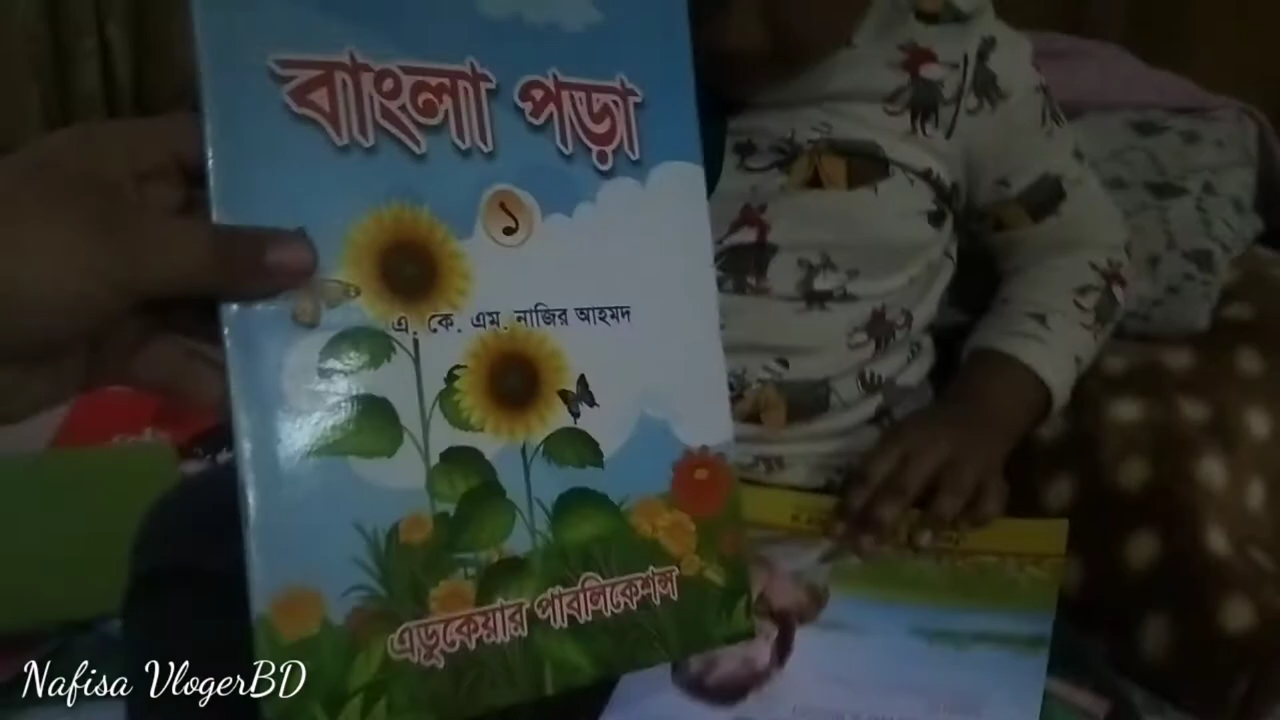 বাংলা পড়া
১
এ. কে. এম. নাজির আহমদ
এডুকেয়ার পাবলিকেশন্স
Nafisa VlogerBD